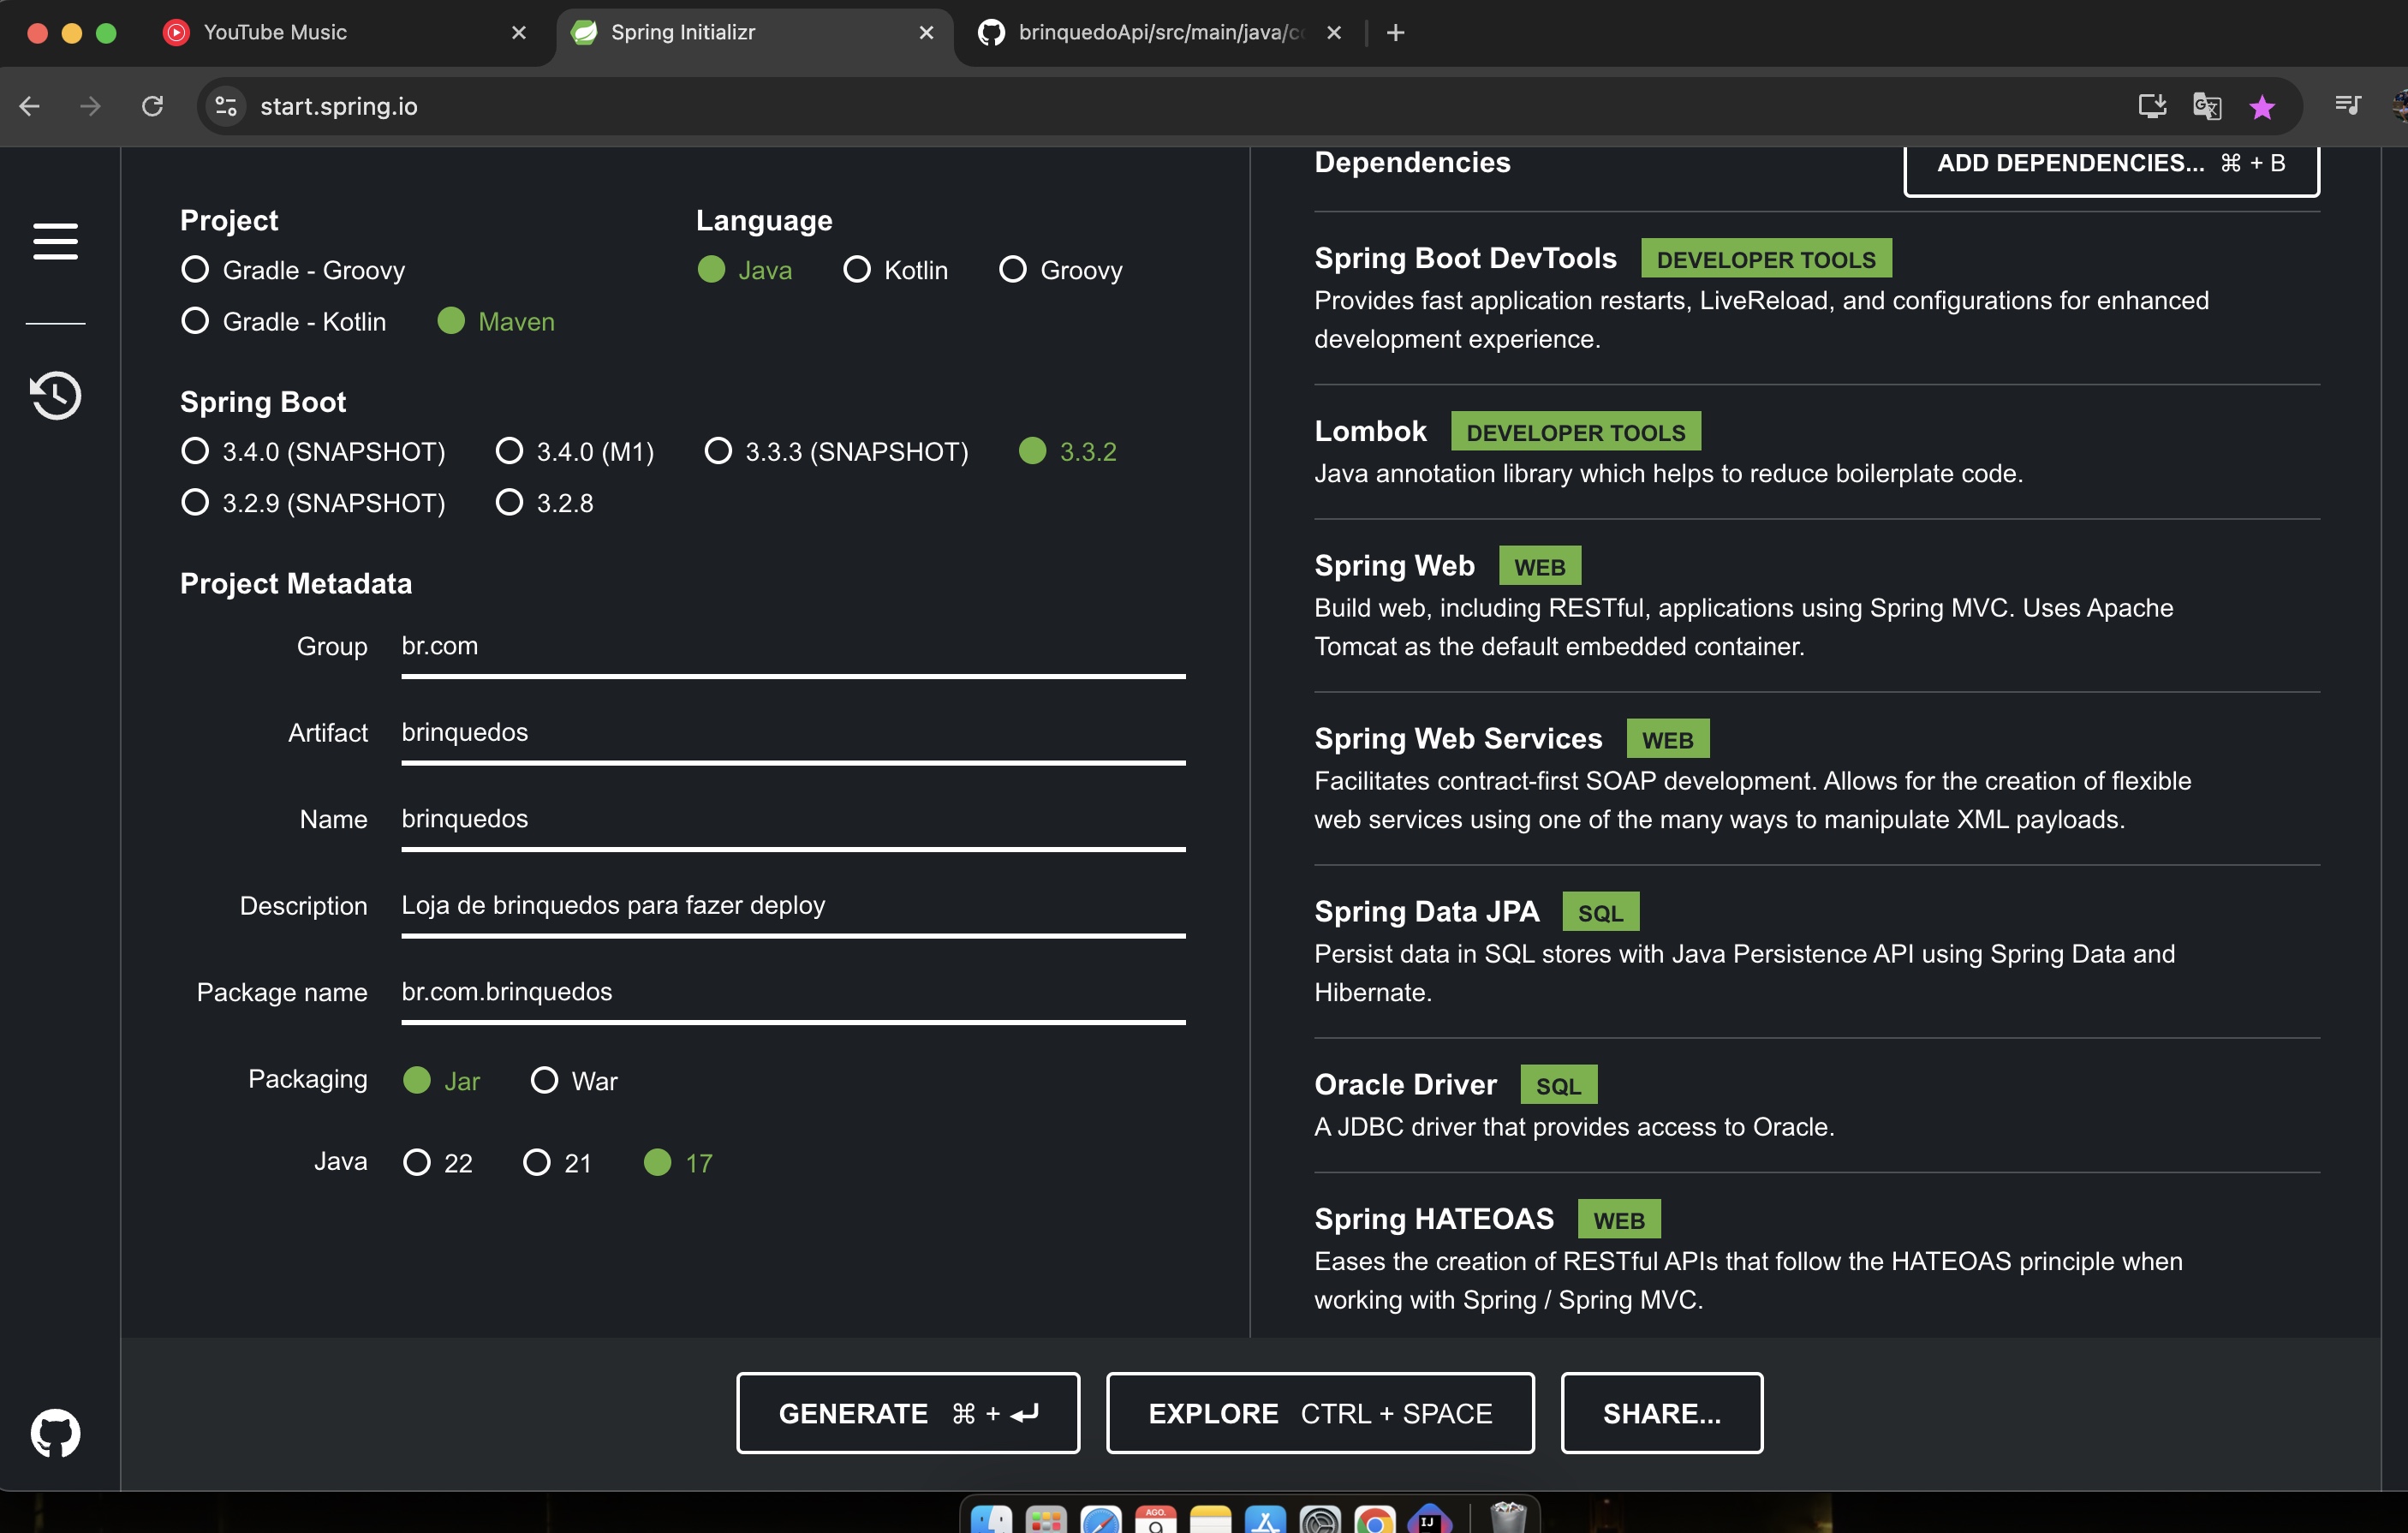 YouTube Music
Spring Initializr
brinquedoApi/src/main/java/co
start.spring.io
Project
Gradle - Groovy
Gradle - Kotlin
Maven
Language
Java
Kotlin
Groovy
Spring Boot
3.4.0 (SNAPSHOT)
3.4.0 (M1)
3.3.3 (SNAPSHOT)
3.3.2
3.2.9 (SNAPSHOT)
3.2.8
Project Metadata
Group
br.com
Artifact
brinquedos
Name
brinquedos
Description
Loja de brinquedos para fazer deploy
Package name
br.com.brinquedos
Packaging
Jar
War
Java
22
21
17
Dependencies
ADD DEPENDENCIES... ⌘ + B
Spring Boot DevTools
DEVELOPER TOOLS
Provides fast application restarts, LiveReload, and configurations for enhanced
development experience.
Lombok
DEVELOPER TOOLS
Java annotation library which helps to reduce boilerplate code.
Spring Web
WEB
Build web, including RESTful, applications using Spring MVC. Uses Apache
Tomcat as the default embedded container.
Spring Web Services
WEB
Facilitates contract-first SOAP development. Allows for the creation of flexible
web services using one of the many ways to manipulate XML payloads.
Spring Data JPA
SQL
Persist data in SQL stores with Java Persistence API using Spring Data and
Hibernate.
Oracle Driver
SQL
A JDBC driver that provides access to Oracle.
Spring HATEOAS
WEB
Eases the creation of RESTful APIs that follow the HATEOAS principle when
working with Spring / Spring MVC.
GENERATE ⌘ + ⏎
EXPLORE CTRL + SPACE
SHARE...
AGO.
IJ